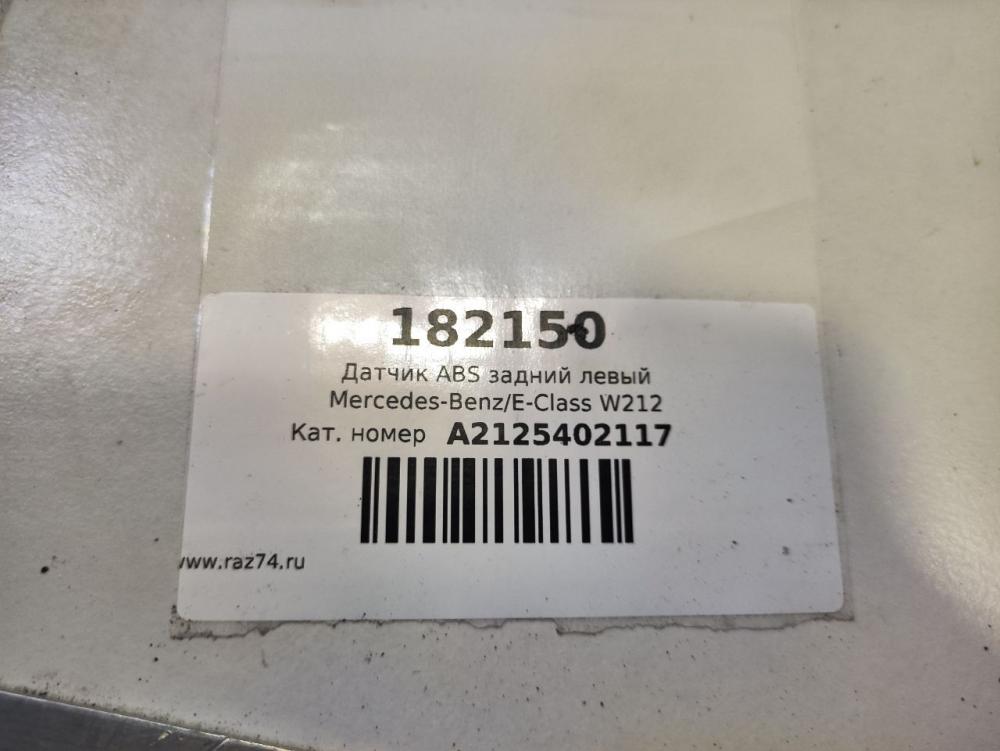 182150
Датчик ABS задний левый
Mercedes-Benz/E-Class W212
Кат. номер A2125402117
www.raz74.ru